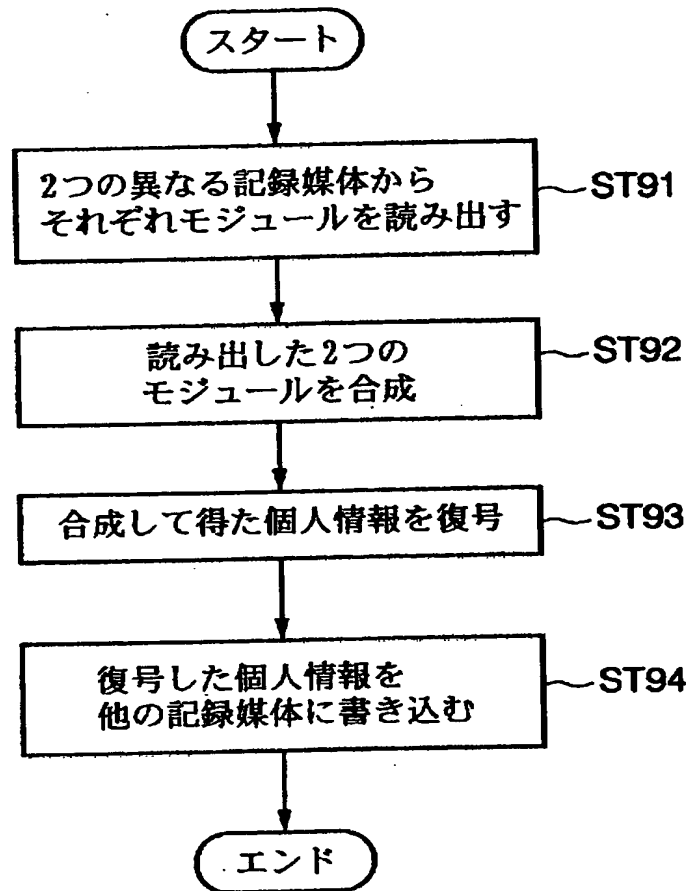 スタート
2つの異なる記録媒体から
それぞれモジュールを読み出す
ST91
読み出した2つの
モジュールを合成
ST92
合成して得た個人情報を復号
ST93
復号した個人情報を
他の記録媒体に書き込む
ST94
エンド